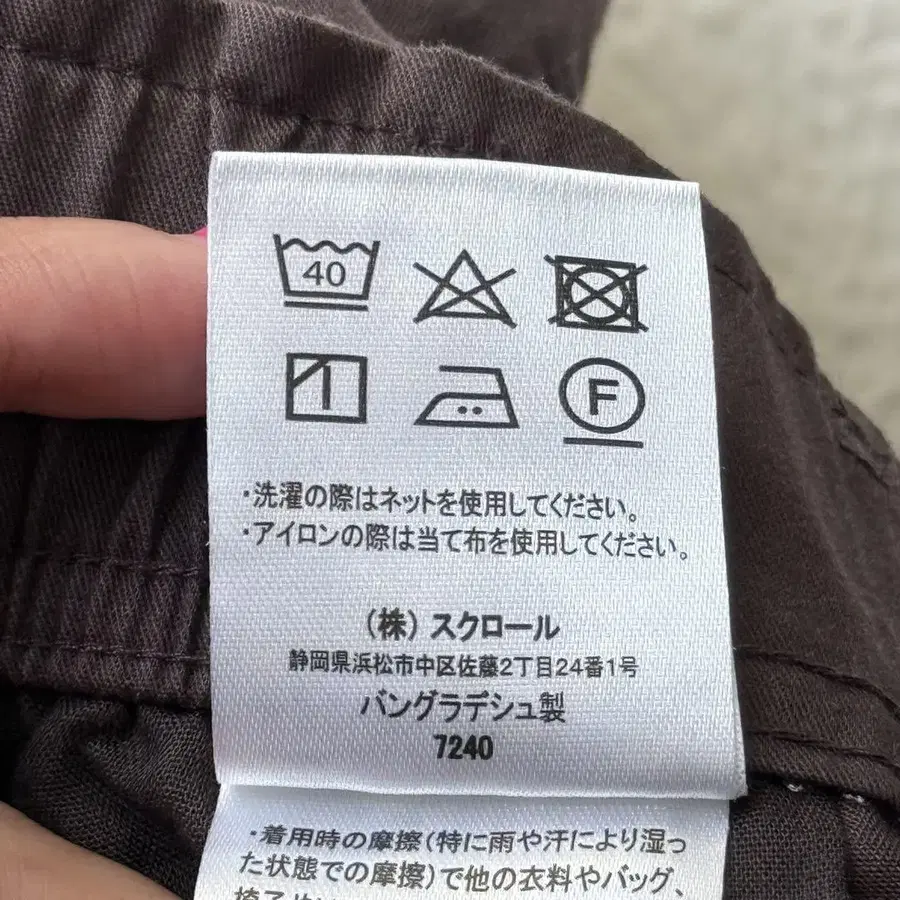 40
F
・洗濯の際はネットを使用してください。
・アイロンの際は当て布を使用してください。
(株) スクロール
静岡県浜松市中区佐藤2丁目24番1号
バングラデシュ製
7240
・着用時の摩擦(特に雨や汗により湿っ
た状態での摩擦)で他の衣料やバッグ、